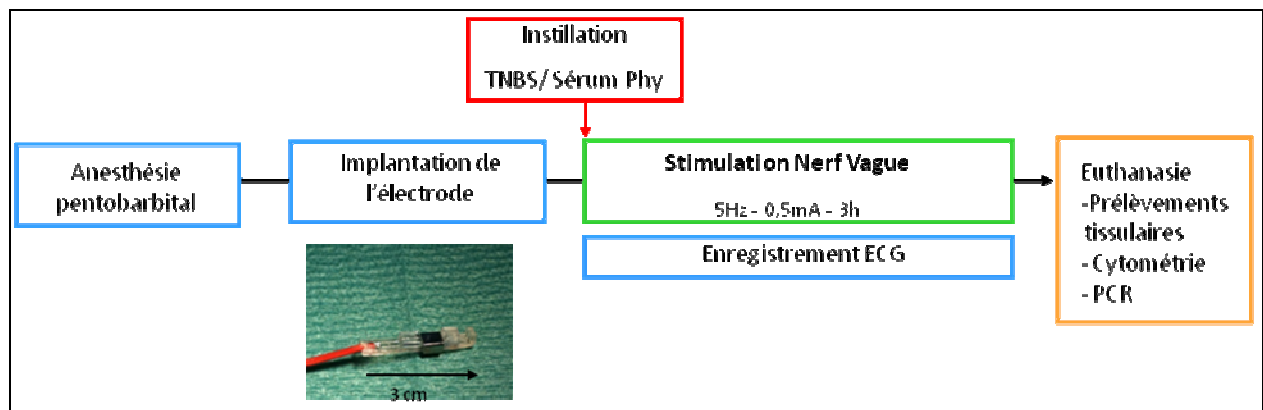 Instillation
TNBS/ Sérum Phy
Anesthésie
pentobarbital
Implantation de
l'électrode
Stimulation Nerf Vague
5Hz - 0,5mA - 3h
Enregistrement ECG
Euthanasie
-Prélèvements
tissulaires
- Cytométrie
- PCR
3 cm